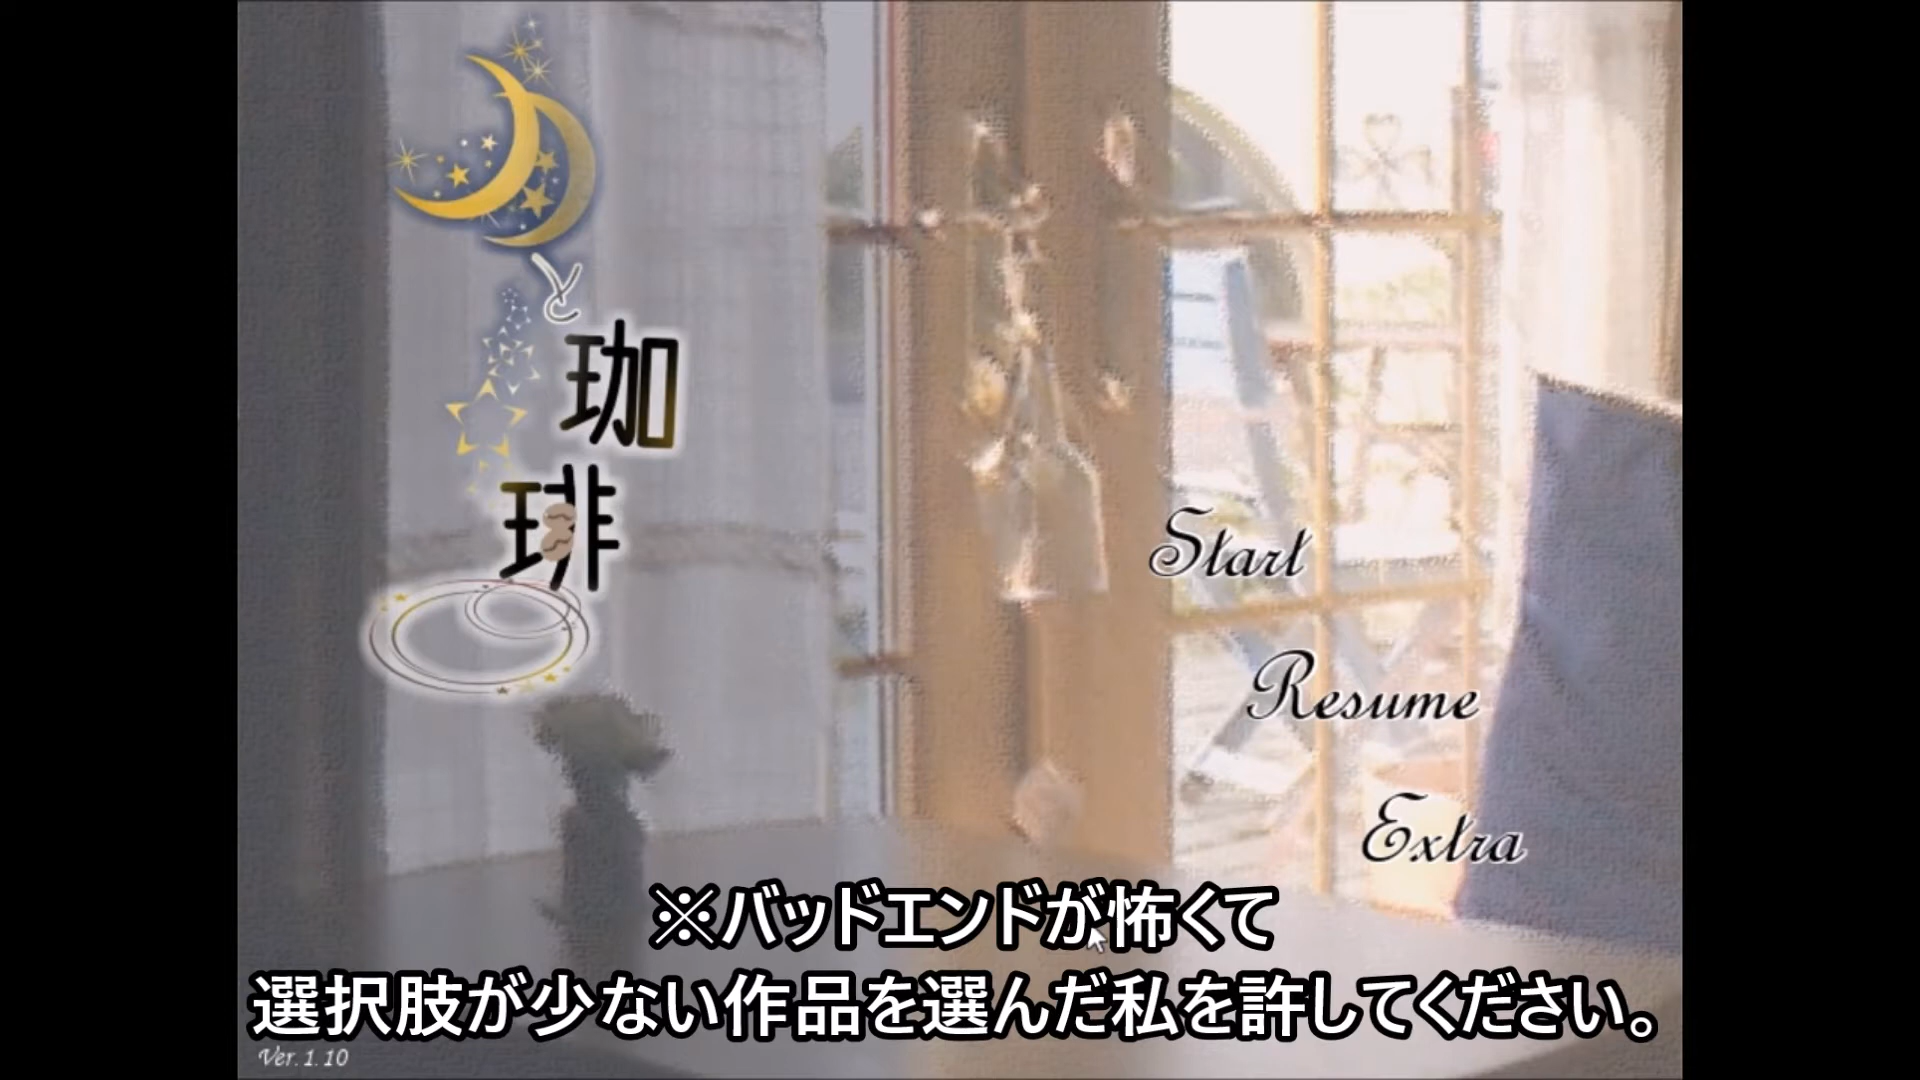 と
珈
琲
Start
Resume
Extra
※バッドエンドが怖くて
選択肢が少ない作品を選んだ私を許してください。
Ver. 1.10